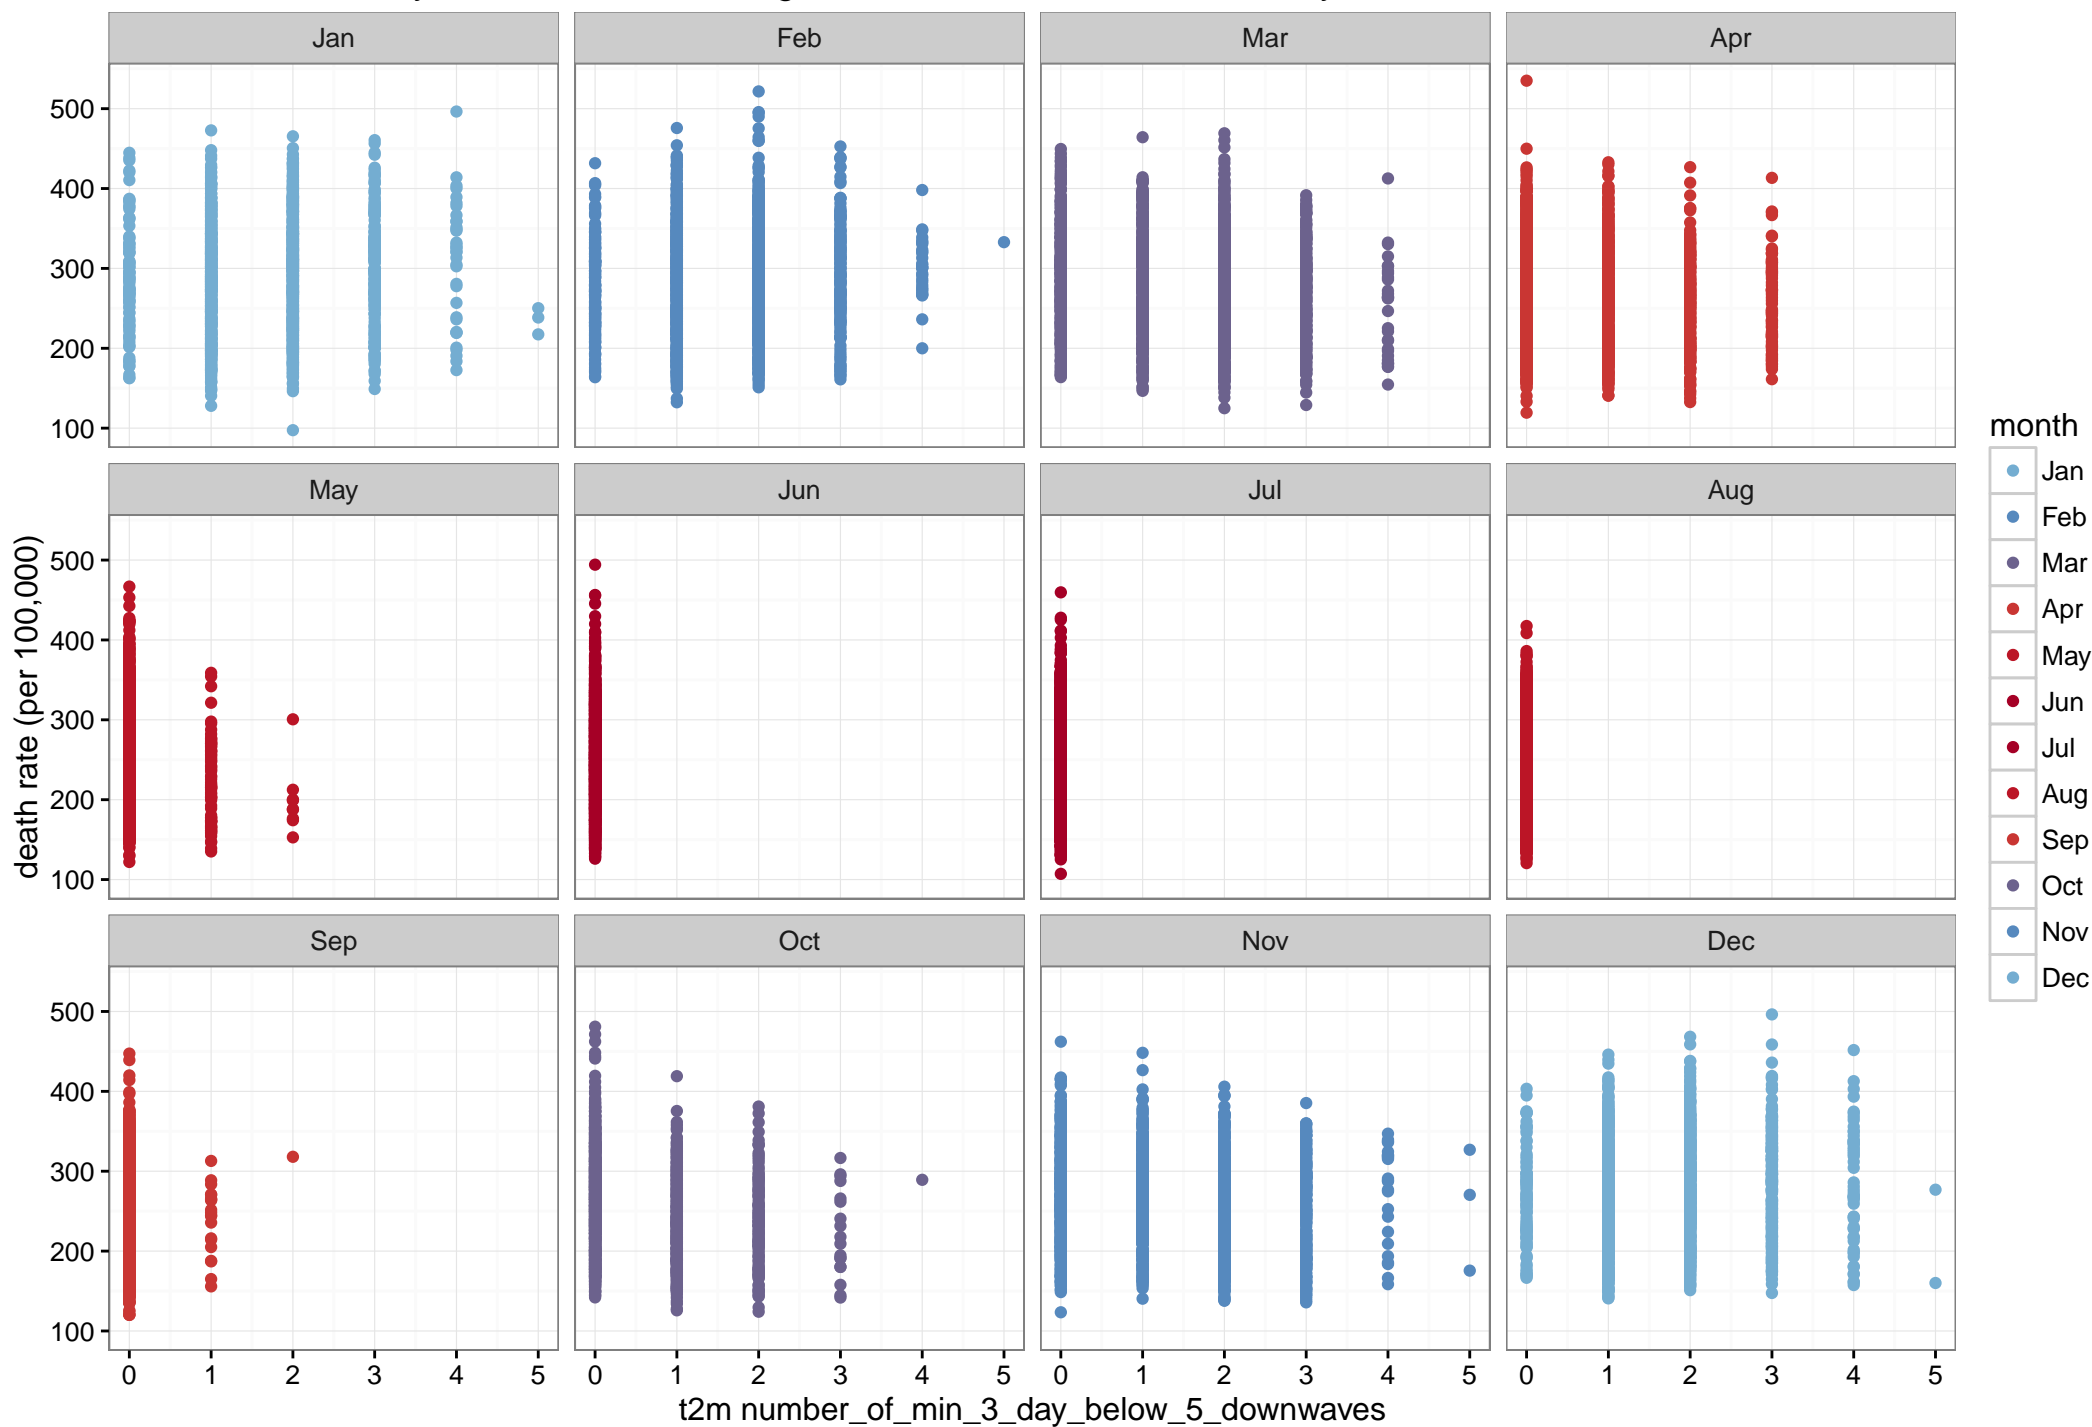 Jan Feb Mar Apr
500
400
300
200
100
May Jun Jul Aug
500
400
300
200
100
Sep Oct Nov Dec
500
400
300
200
100
0 1 2 3 4 5 0 1 2 3 4 5 0 1 2 3 4 5 0 1 2 3 4 5
t2m number_of_min_3_day_below_5_downwaves
death rate (per 100,000)
month
Jan
Feb
Mar
Apr
May
Jun
Jul
Aug
Sep
Oct
Nov
Dec